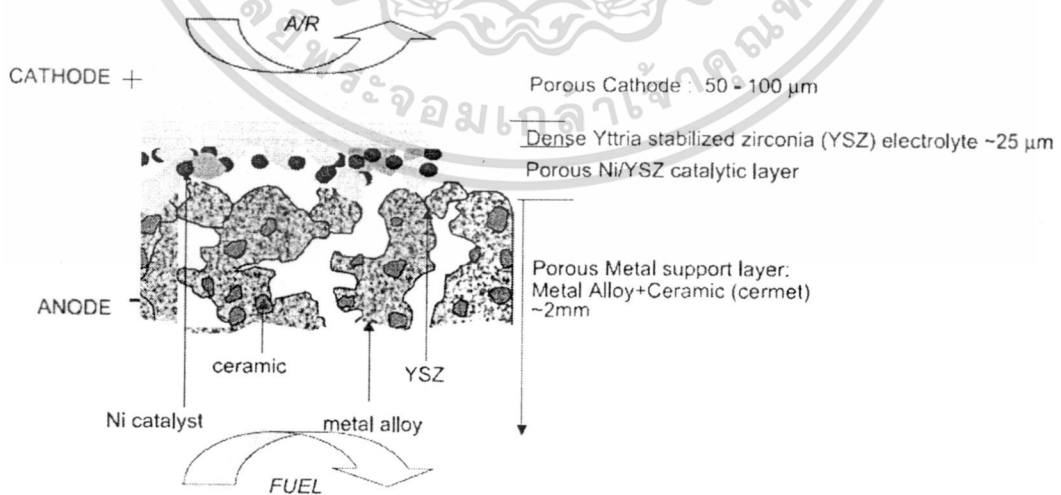 A/R
CATHODE +
Porous Cathode : 50 - 100 µm
Dense Yttria stabilized zirconia (YSZ) electrolyte ~25 µm
Porous Ni/YSZ catalytic layer
Porous Metal support layer:
Metal Alloy+Ceramic (cermet)
~2mm
ANODE -
ceramic
YSZ
Ni catalyst
metal alloy
FUEL